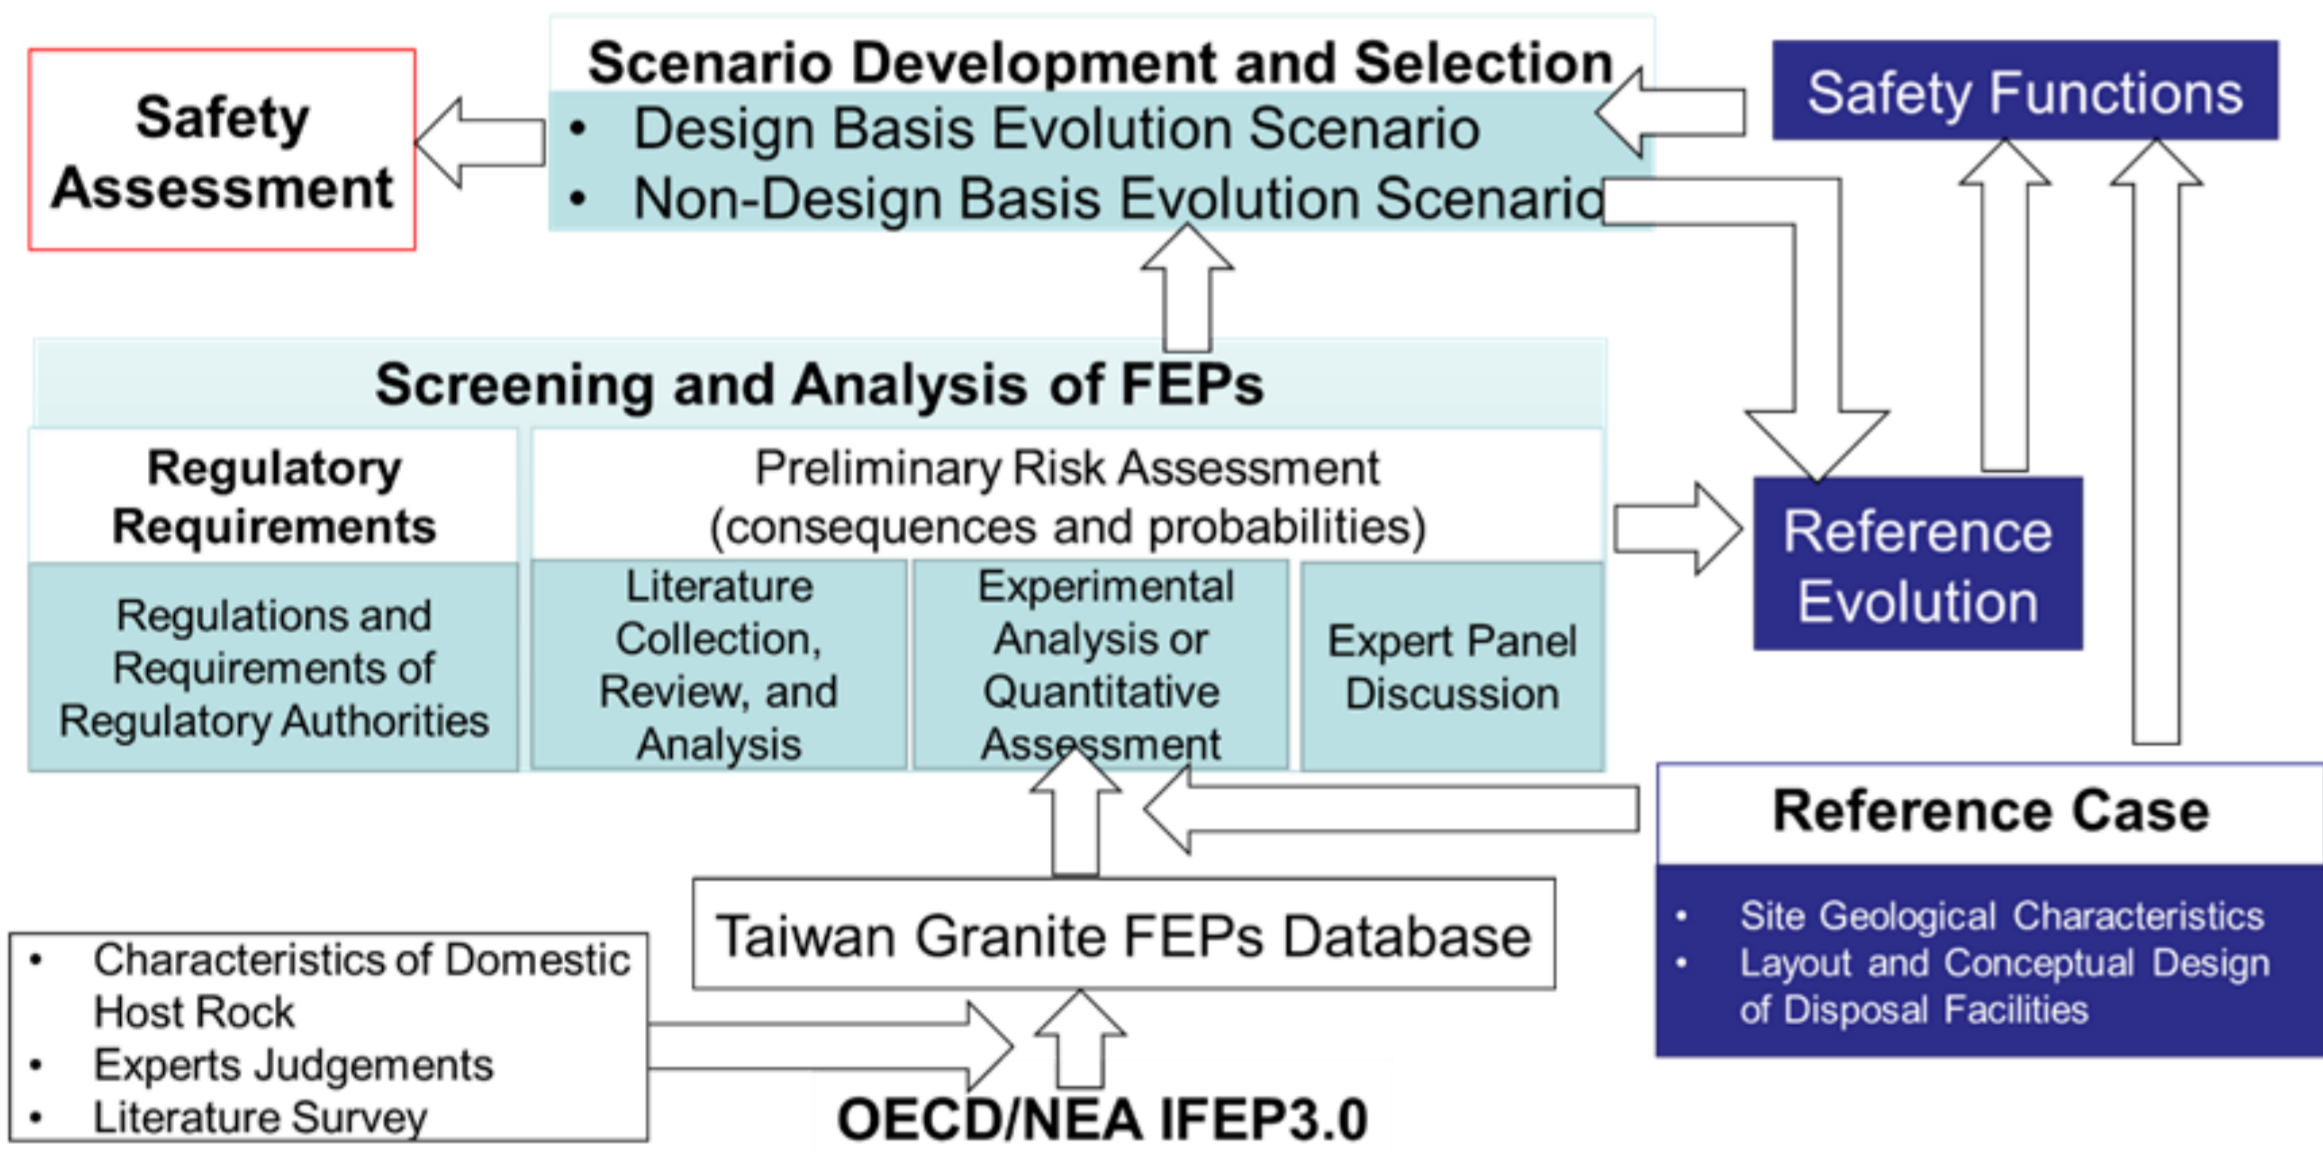 Safety
Assessment
Scenario Development and Selection
• Design Basis Evolution Scenario
• Non-Design Basis Evolution Scenario
Safety Functions
Screening and Analysis of FEPs
Regulatory
Requirements
Regulations and
Requirements of
Regulatory Authorities
Preliminary Risk Assessment
(consequences and probabilities)
Literature
Collection,
Review, and
Analysis
Experimental
Analysis or
Quantitative
Assessment
Expert Panel
Discussion
Reference
Evolution
Reference Case
• Site Geological Characteristics
• Layout and Conceptual Design
of Disposal Facilities
Taiwan Granite FEPs Database
• Characteristics of Domestic
Host Rock
• Experts Judgements
• Literature Survey
OECD/NEA IFEP3.0